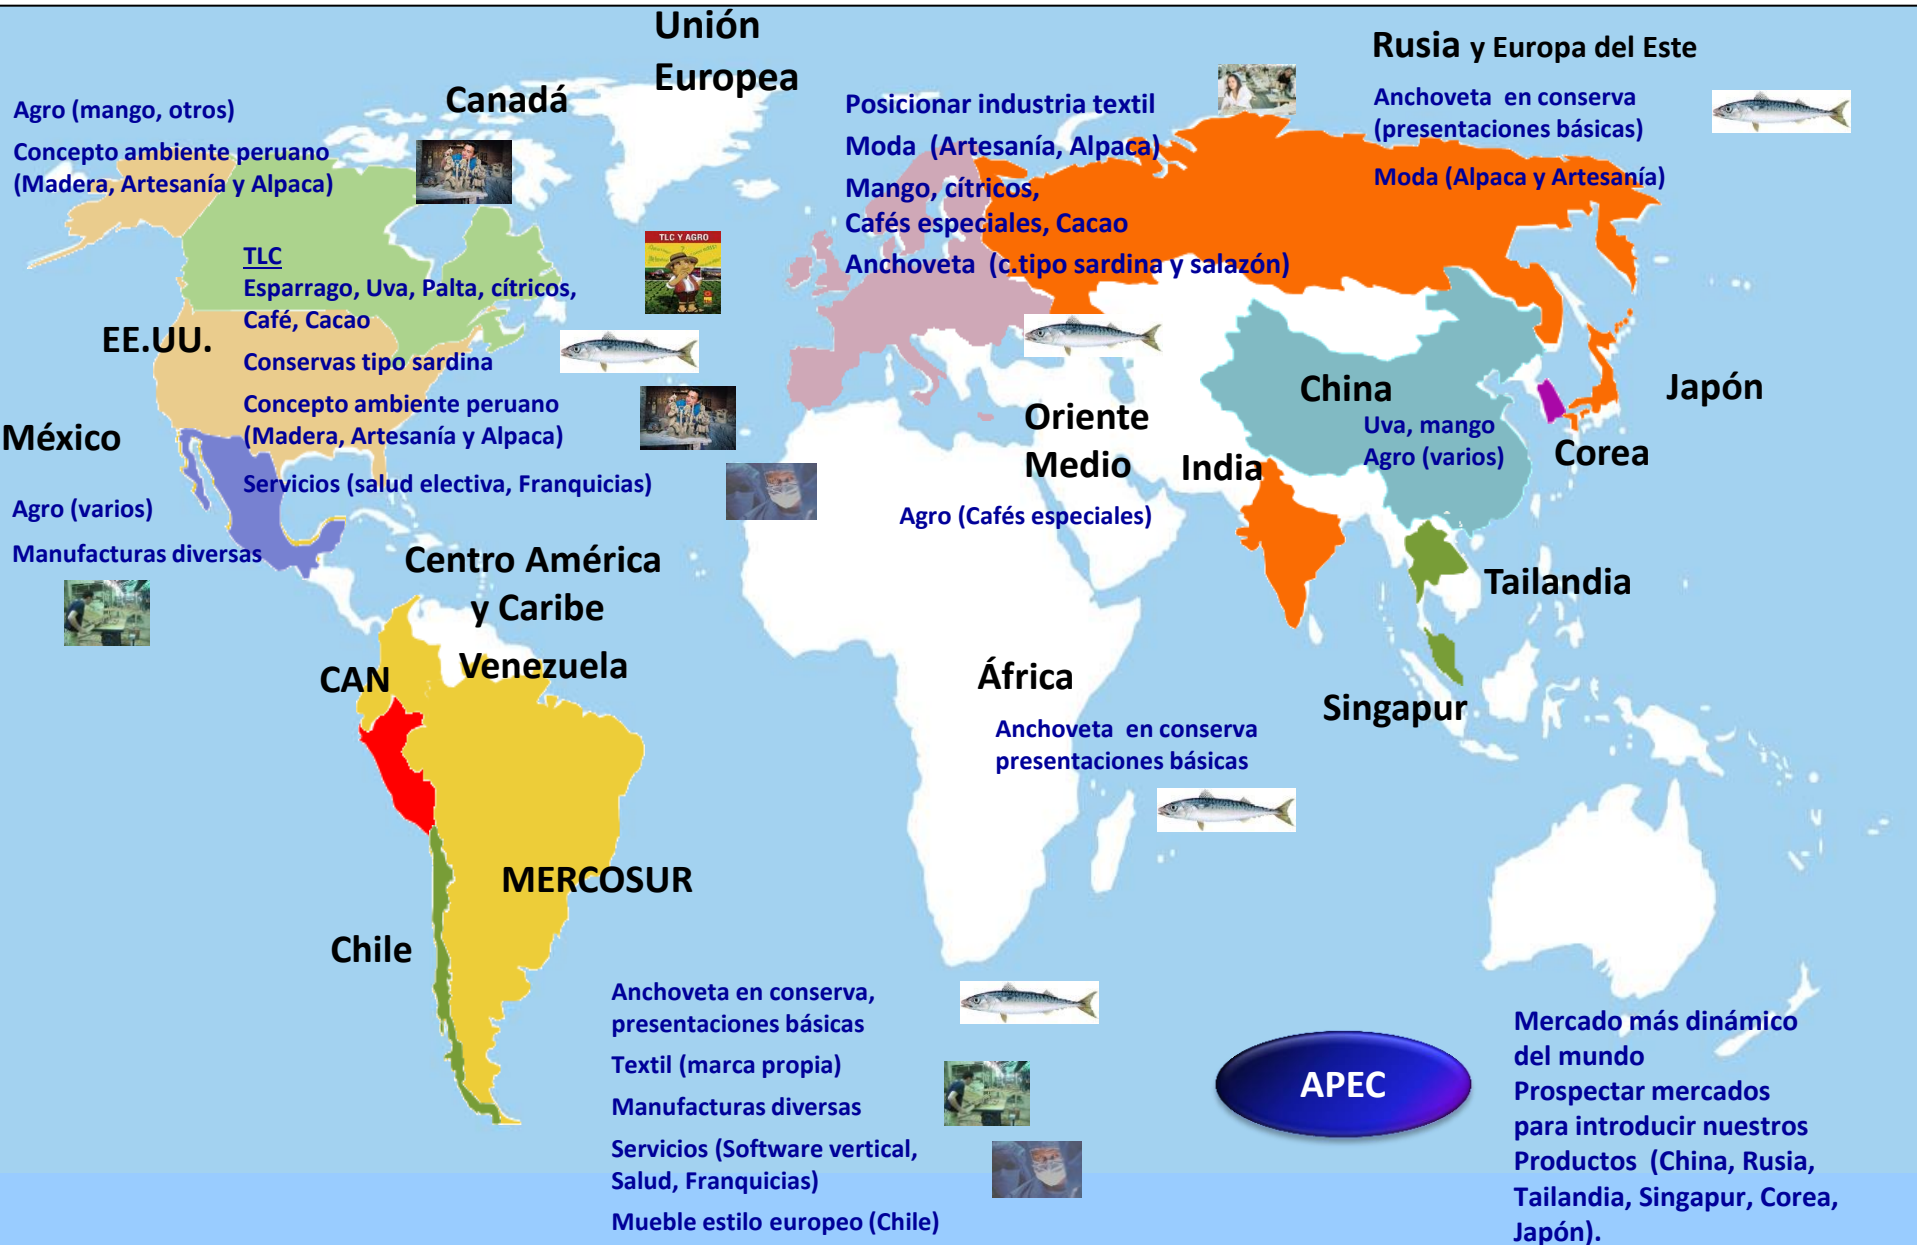 Unión
Europea
Rusia y Europa del Este
Canadá
Agro (mango, otros)
Concepto ambiente peruano
(Madera, Artesanía y Alpaca)
Posicionar industria textil
Moda (Artesanía, Alpaca)
Mango, cítricos,
Cafés especiales, Cacao
Anchoveta (c.tipo sardina y salazón)
Anchoveta en conserva
(presentaciones básicas)
Moda (Alpaca y Artesanía)
TLC Y AGRO
EE.UU.
TLC
Esparrago, Uva, Palta, cítricos,
Café, Cacao
Conservas tipo sardina
Concepto ambiente peruano
(Madera, Artesanía y Alpaca)
Servicios (salud electiva, Franquicias)
México
Agro (varios)
Manufacturas diversas
Oriente
Medio
Agro (Cafés especiales)
India
China
Uva, mango
Agro (varios)
Japón
Corea
Tailandia
Singapur
Centro América
y Caribe
Venezuela
CAN
África
Anchoveta en conserva
presentaciones básicas
MERCOSUR
Chile
Anchoveta en conserva,
presentaciones básicas
Textil (marca propia)
Manufacturas diversas
Servicios (Software vertical,
Salud, Franquicias)
Mueble estilo europeo (Chile)
APEC
Mercado más dinámico
del mundo
Prospectar mercados
para introducir nuestros
Productos (China, Rusia,
Tailandia, Singapur, Corea,
Japón).